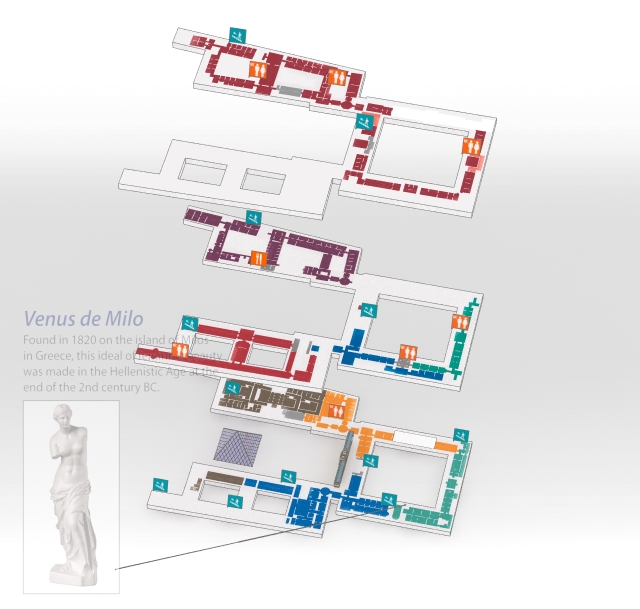 Venus de Milo
Found in 1820 on the island of Milos
in Greece, this ideal of feminine beauty
was made in the Hellenistic Age at the
end of the 2nd century BC.